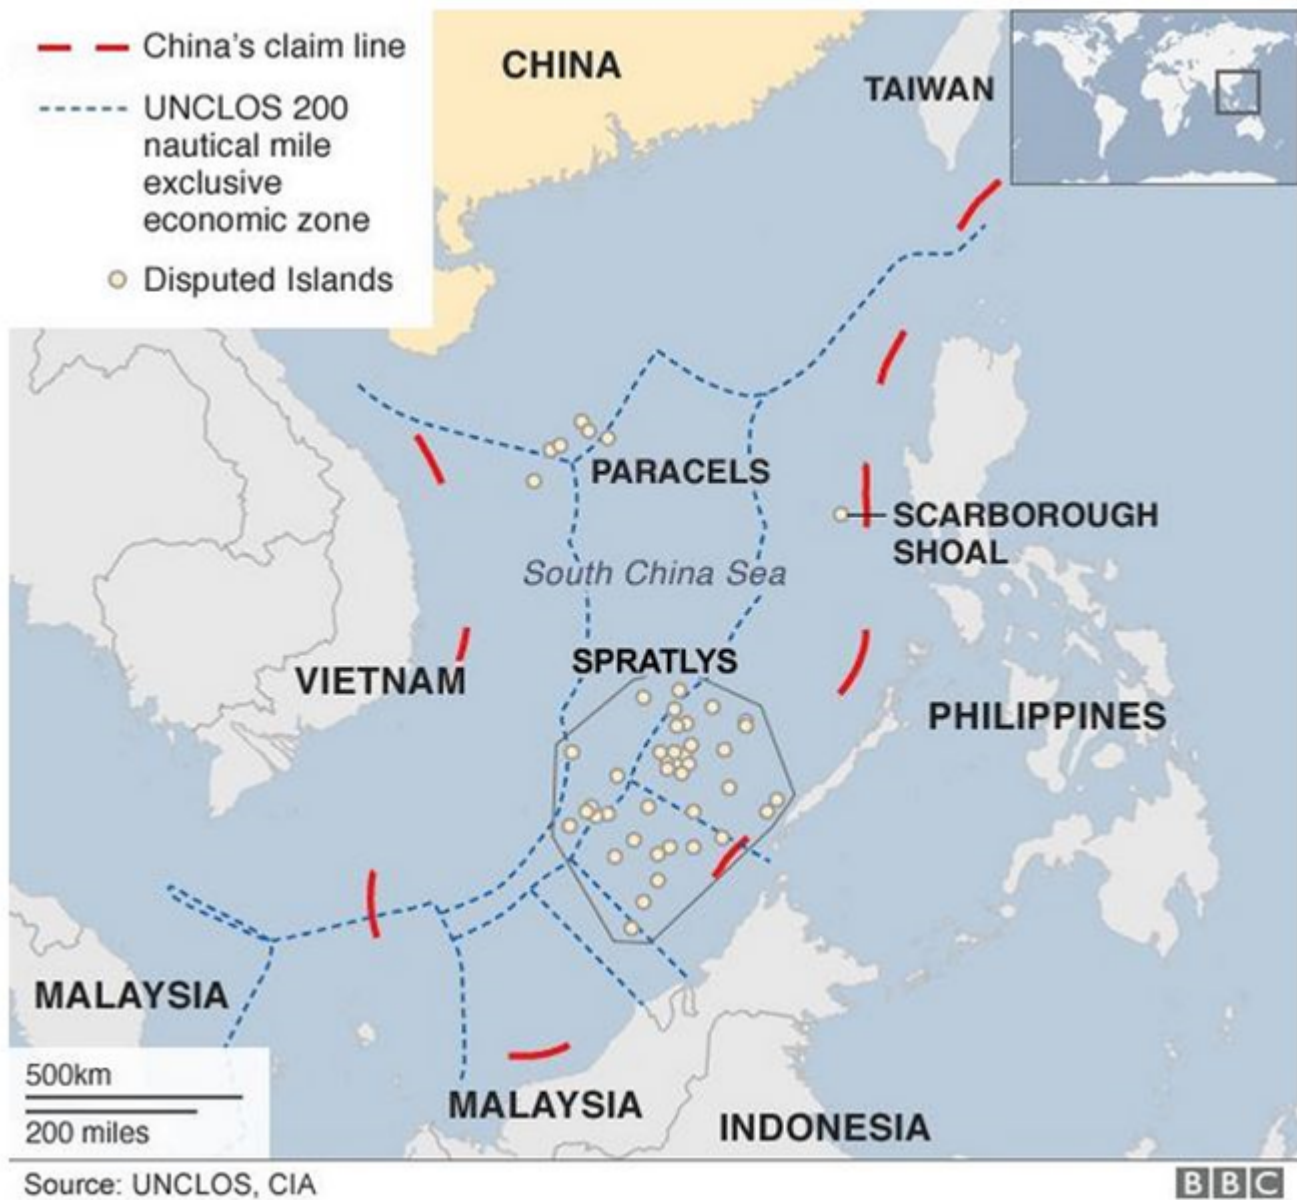 China's claim line
UNCLOS 200
nautical mile
exclusive
economic zone
Disputed Islands
CHINA
TAIWAN
PARACELS
SCARBOROUGH
SHOAL
South China Sea
SPRATLYS
VIETNAM
PHILIPPINES
MALAYSIA
500km
200 miles
MALAYSIA
INDONESIA
Source: UNCLOS, CIA
BBC